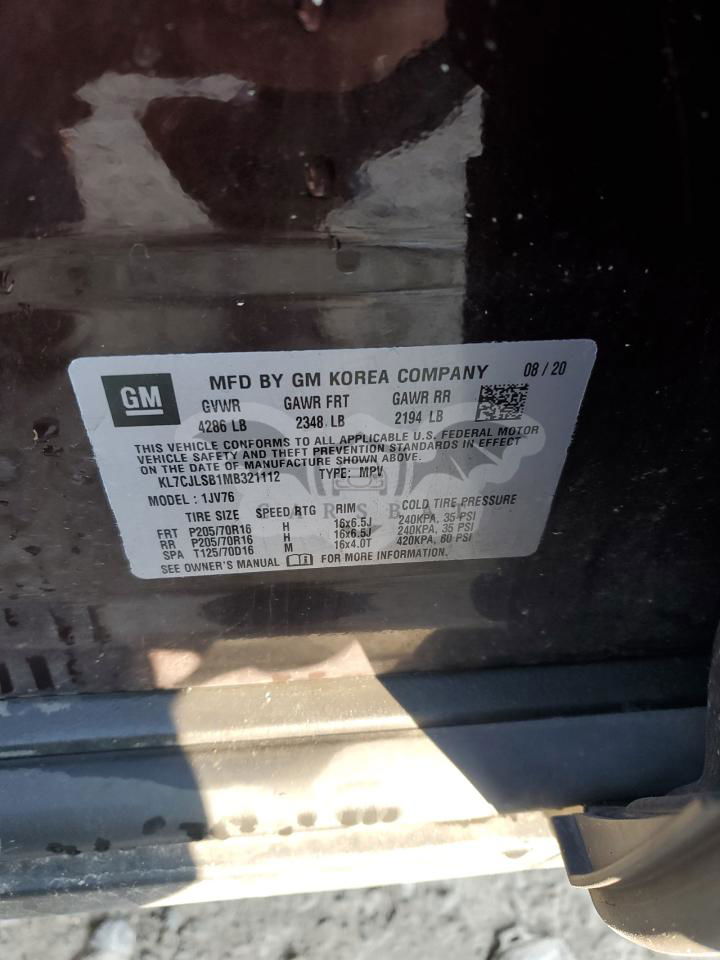 GM
MFD BY GM KOREA COMPANY 08 / 20
GVWR GAWR FRT GAWR RR
4286 LB 2348 LB 2194 LB
THIS VEHICLE CONFORMS TO ALL APPLICABLE U.S. FEDERAL MOTOR
VEHICLE SAFETY AND THEFT PREVENTION STANDARDS IN EFFECT
ON THE DATE OF MANUFACTURE SHOWN ABOVE.
KL7CJLSB1MB321112 TYPE: MPV
MODEL : 1JV76
TIRE SIZE SPEED/RTG RIM COLD TIRE PRESSURE
FRT P205/70R16 H 16x6.5J 240KPA, 35 PSI
RR P205/70R16 H 16x6.5J 240KPA, 35 PSI
SPA T125/70D16 M 16x4.0T 420KPA, 60 PSI
SEE OWNER'S MANUAL FOR MORE INFORMATION.
CARSBAT